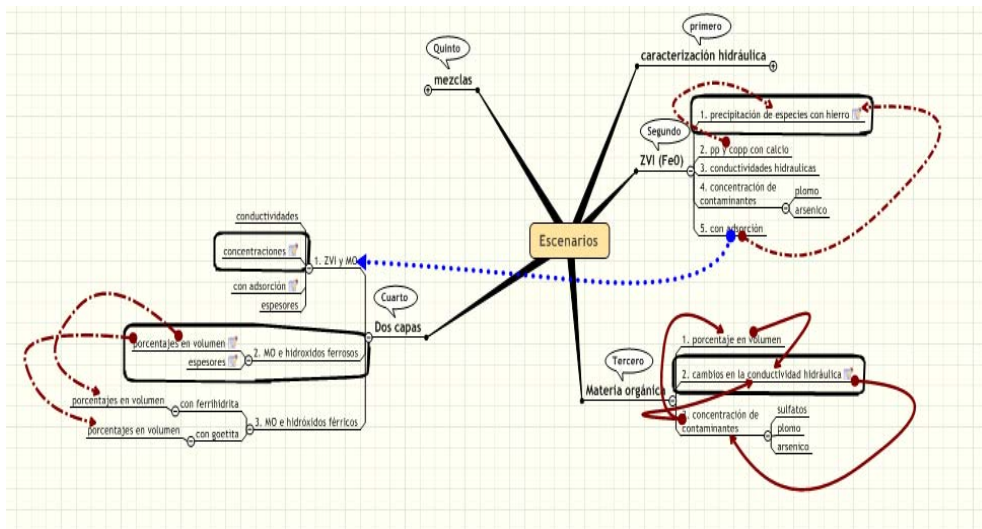 Escenarios
primero
caracterización hidráulica
Segundo
ZVI (Fe0)
1. precipitación de especies con hierro
2. pp y copp con calcio
3. conductividades hidraulicas
4. concentración de
contaminantes
plomo
arsenico
5. con adsorción
Tercero
Materia orgánica
1. porcentaje en volumen
2. cambios en la conductividad hidráulica
3. concentración de
contaminantes
sulfatos
plomo
arsenico
Cuarto
Dos capas
1. ZVI y MO
conductividades
concentraciones
con adsorción
espesores
2. MO e hidroxidos ferrosos
porcentajes en volumen
espesores
3. MO e hidróxidos férricos
con ferrihidrita
porcentajes en volumen
con goetita
porcentajes en volumen
Quinto
mezclas